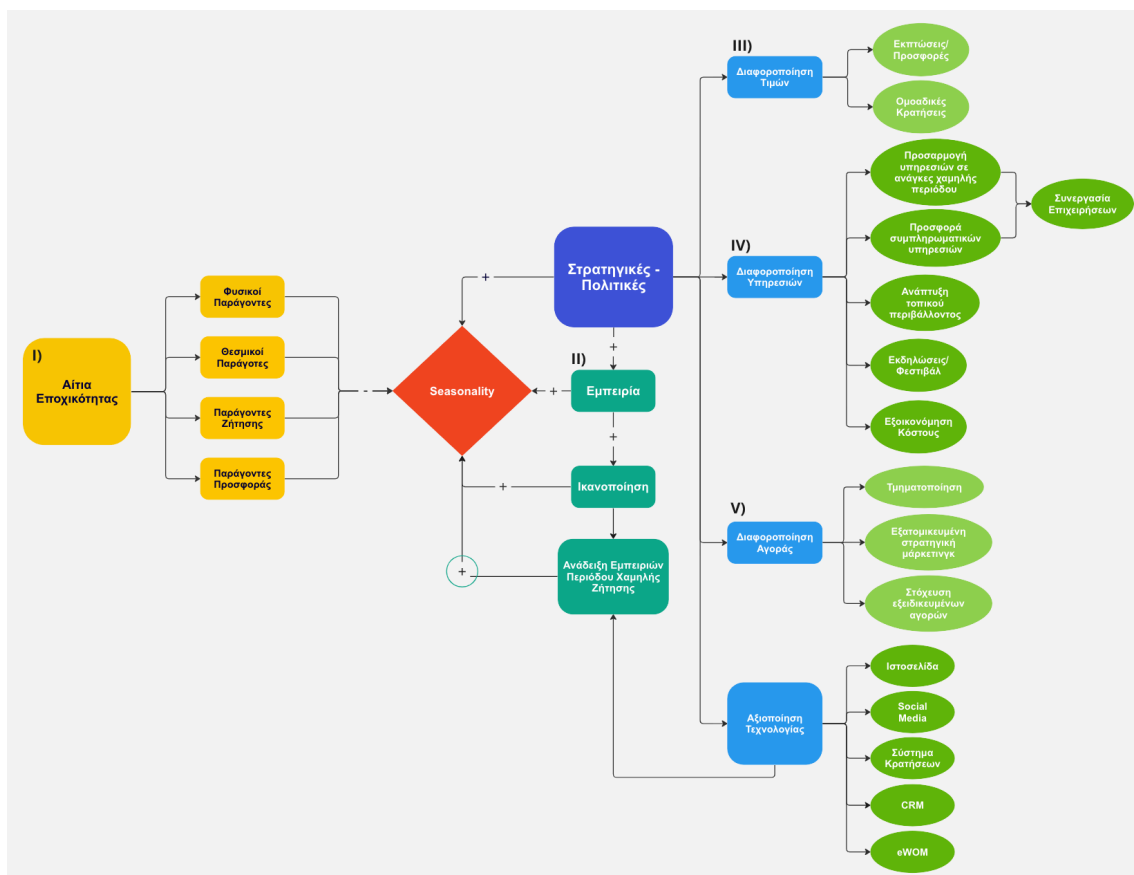 I)
Αίτια
Εποχικότητας
Φυσικοί
Παράγοντες
Θεσμικοί
Παράγοτες
Παράγοντες
Ζήτησης
Παράγοντες
Προσφοράς
-
Seasonality
+
Στρατηγικές -
Πολιτικές
+
II)
Εμπειρία
+
+
Ικανοποίηση
+
Ανάδειξη Εμπειριών
Περιόδου Χαμηλής
Ζήτησης
+
III)
Διαφοροποίηση
Τιμών
Εκπτώσεις/
Προσφορές
Ομοαδικές
Κρατήσεις
IV)
Διαφοροποίηση
Υπηρεσιών
Προσαρμογή
υπηρεσιών σε
ανάγκες χαμηλής
περιόδου
Προσφορά
συμπληρωματικών
υπηρεσιών
Συνεργασία
Επιχειρήσεων
Ανάπτυξη
τοπικού
περιβάλλοντος
Εκδηλώσεις/
Φεστιβάλ
Εξοικονόμηση
Κόστους
V)
Διαφοροποίηση
Αγοράς
Τμηματοποίηση
Εξατομικευμένη
στρατηγική
μάρκετινγκ
Στόχευση
εξειδικευμένων
αγορών
Αξιοποίηση
Τεχνολογίας
Ιστοσελίδα
Social
Media
Σύστημα
Κρατήσεων
CRM
eWOM